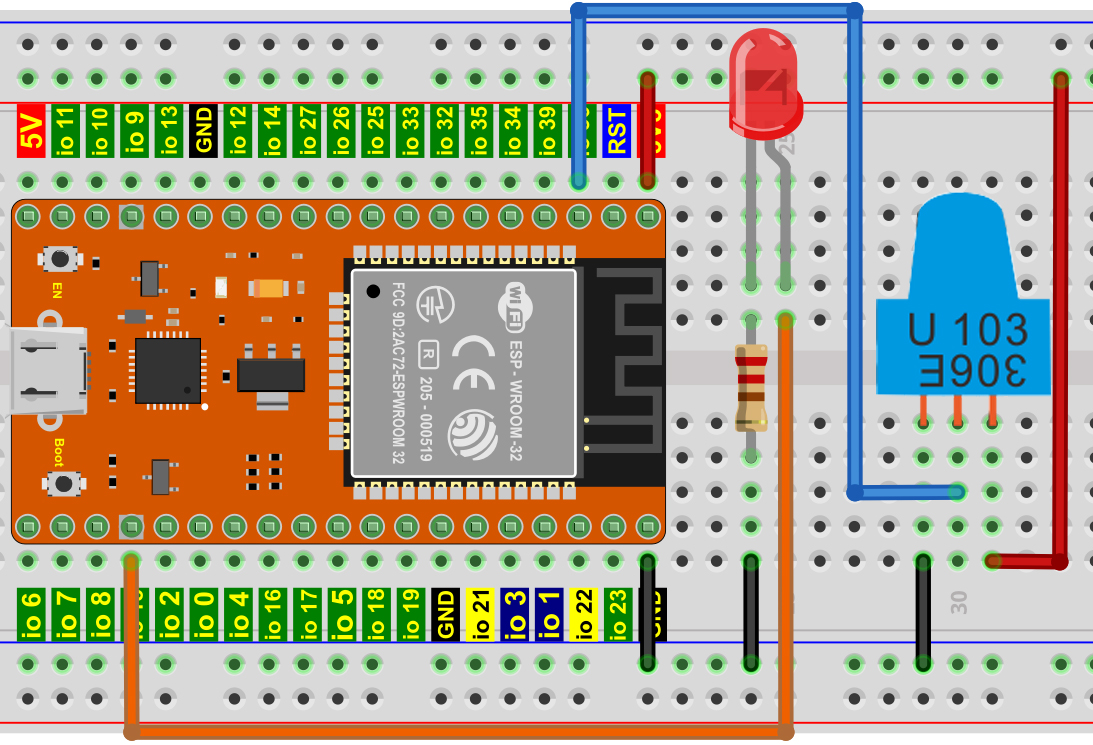 5V
io 11
io 10
io 9
io 13
GND
io 12
io 14
io 27
io 26
io 25
io 33
io 32
io 35
io 34
io 39
RST
25
EN
Boot
FCC 9D:2AC72-ESPWROOM 32
R
205 - 000519
CE
Wi Fi
ESP - WROOM -32
U 103
306E
io 6
io 7
io 8
io 2
io 0
io 4
io 16
io 17
io 5
io 18
io 19
GND
io 21
io 3
io 1
io 22
io 23
GND
30